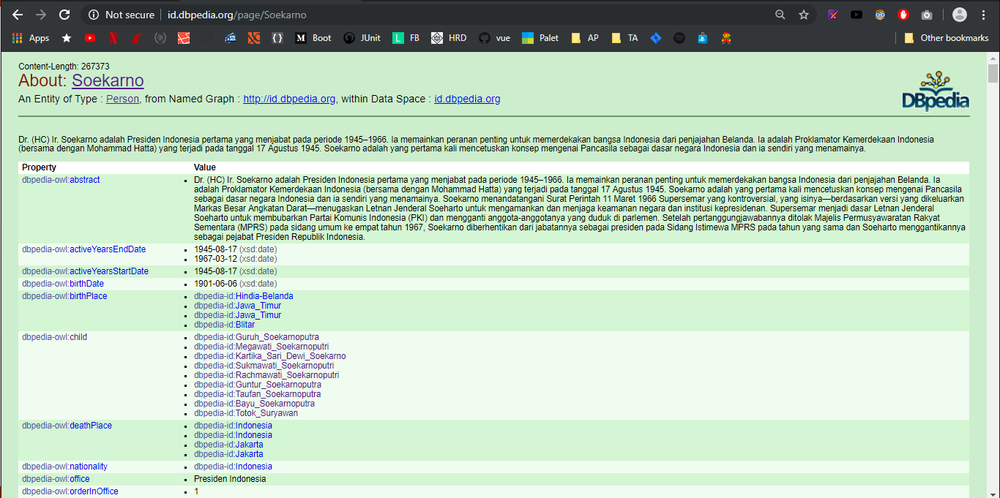 Not secure | id.dbpedia.org/page/Soekarno
Apps M Boot JUnit L FB HRD vue Palet AP TA Other bookmarks
Content-Length: 267373
About: Soekarno
An Entity of Type : Person, from Named Graph : http://id.dbpedia.org, within Data Space : id.dbpedia.org
DBpedia
Dr. (HC) Ir. Soekarno adalah Presiden Indonesia pertama yang menjabat pada periode 1945–1966. Ia memainkan peranan penting untuk memerdekakan bangsa Indonesia dari penjajahan Belanda. Ia adalah Proklamator Kemerdekaan Indonesia
(bersama dengan Mohammad Hatta) yang terjadi pada tanggal 17 Agustus 1945. Soekarno adalah yang pertama kali mencetuskan konsep mengenai Pancasila sebagai dasar negara Indonesia dan ia sendiri yang menamainya.
Property Value
dbpedia-owl:abstract
Dr. (HC) Ir. Soekarno adalah Presiden Indonesia pertama yang menjabat pada periode 1945–1966. Ia memainkan peranan penting untuk memerdekakan bangsa Indonesia dari penjajahan Belanda. Ia
adalah Proklamator Kemerdekaan Indonesia (bersama dengan Mohammad Hatta) yang terjadi pada tanggal 17 Agustus 1945. Soekarno adalah yang pertama kali mencetuskan konsep mengenai Pancasila
sebagai dasar negara Indonesia dan ia sendiri yang menamainya. Soekarno menandatangani Surat Perintah 11 Maret 1966 Supersemar yang kontroversial, yang isinya—berdasarkan versi yang dikeluarkan
Markas Besar Angkatan Darat—menugaskan Letnan Jenderal Soeharto untuk mengamankan dan menjaga keamanan negara dan institusi kepresidenan. Supersemar menjadi dasar Letnan Jenderal
Soeharto untuk membubarkan Partai Komunis Indonesia (PKI) dan mengganti anggota-anggotanya yang duduk di parlemen. Setelah pertanggungjawabannya ditolak Majelis Permusyawaratan Rakyat
Sementara (MPRS) pada sidang umum ke empat tahun 1967, Soekarno diberhentikan dari jabatannya sebagai presiden pada Sidang Istimewa MPRS pada tahun yang sama dan Soeharto menggantikannya
sebagai pejabat Presiden Republik Indonesia.
dbpedia-owl:activeYearsEndDate
1945-08-17 (xsd:date)
1967-03-12 (xsd:date)
dbpedia-owl:activeYearsStartDate
1945-08-17 (xsd:date)
dbpedia-owl:birthDate
1901-06-06 (xsd:date)
dbpedia-owl:birthPlace
dbpedia-id:Hindia-Belanda
dbpedia-id:Jawa_Timur
dbpedia-id:Jawa_Timur
dbpedia-id:Blitar
dbpedia-owl:child
dbpedia-id:Guruh_Soekarnoputra
dbpedia-id:Megawati_Soekarnoputri
dbpedia-id:Kartika_Sari_Dewi_Soekarno
dbpedia-id:Sukmawati_Soekarnoputri
dbpedia-id:Rachmawati_Soekarnoputri
dbpedia-id:Guntur_Soekarnoputra
dbpedia-id:Taufan_Soekarnoputra
dbpedia-id:Bayu_Soekarnoputra
dbpedia-id:Totok_Suryawan
dbpedia-owl:deathPlace
dbpedia-id:Indonesia
dbpedia-id:Indonesia
dbpedia-id:Jakarta
dbpedia-id:Jakarta
dbpedia-owl:nationality
dbpedia-id:Indonesia
dbpedia-owl:office
Presiden Indonesia
dbpedia-owl:orderInOffice
1